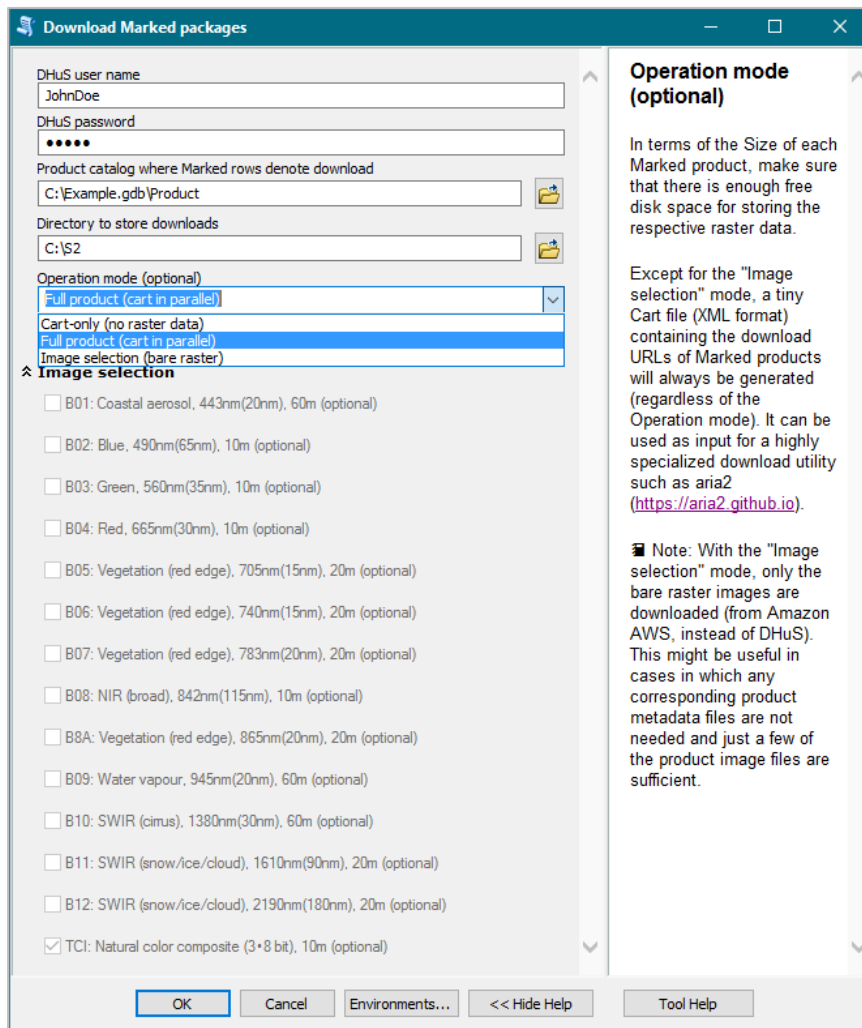 Download Marked packages
DHuS user name
JohnDoe
DHuS password
●●●●●
Product catalog where Marked rows denote download
C:\Example.gdb\Product
Directory to store downloads
C:\S2
Operation mode (optional)
Full product (cart in parallel)
Cart-only (no raster data)
Full product (cart in parallel)
Image selection (bare raster)
Image selection
B01: Coastal aerosol, 443nm(20nm), 60m (optional)
B02: Blue, 490nm(65nm), 10m (optional)
B03: Green, 560nm(35nm), 10m (optional)
B04: Red, 665nm(30nm), 10m (optional)
B05: Vegetation (red edge), 705nm(15nm), 20m (optional)
B06: Vegetation (red edge), 740nm(15nm), 20m (optional)
B07: Vegetation (red edge), 783nm(20nm), 20m (optional)
B08: NIR (broad), 842nm(115nm), 10m (optional)
B8A: Vegetation (red edge), 865nm(20nm), 20m (optional)
B09: Water vapour, 945nm(20nm), 60m (optional)
B10: SWIR (cirrus), 1380nm(30nm), 60m (optional)
B11: SWIR (snow/ice/cloud), 1610nm(90nm), 20m (optional)
B12: SWIR (snow/ice/cloud), 2190nm(180nm), 20m (optional)
TCI: Natural color composite (3•8 bit), 10m (optional)
Operation mode
(optional)
In terms of the Size of each
Marked product, make sure
that there is enough free
disk space for storing the
respective raster data.
Except for the "Image
selection" mode, a tiny
Cart file (XML format)
containing the download
URLs of Marked products
will always be generated
(regardless of the
Operation mode). It can be
used as input for a highly
specialized download utility
such as aria2
(https://aria2.github.io).
Note: With the "Image
selection" mode, only the
bare raster images are
downloaded (from Amazon
AWS, instead of DHuS).
This might be useful in
cases in which any
corresponding product
metadata files are not
needed and just a few of
the product image files are
sufficient.
OK
Cancel
Environments...
<< Hide Help
Tool Help